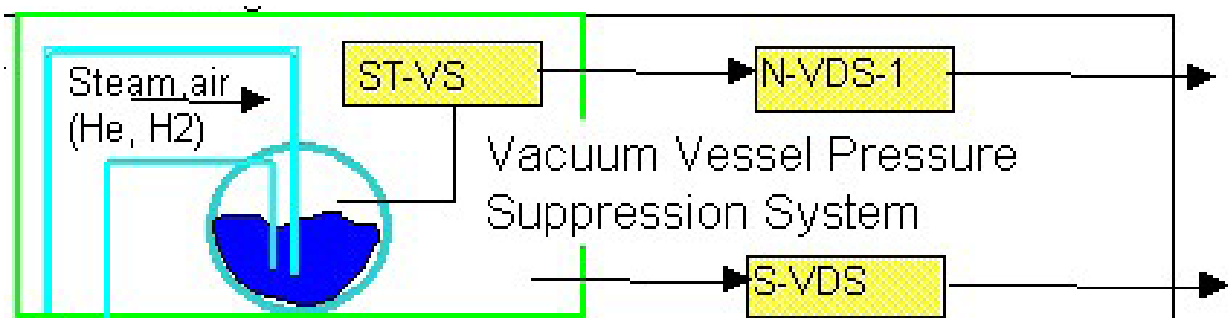 Steam,air
(He, H2)
ST-VS
N-VDS-1
Vacuum Vessel Pressure
Suppression System
S-VDS